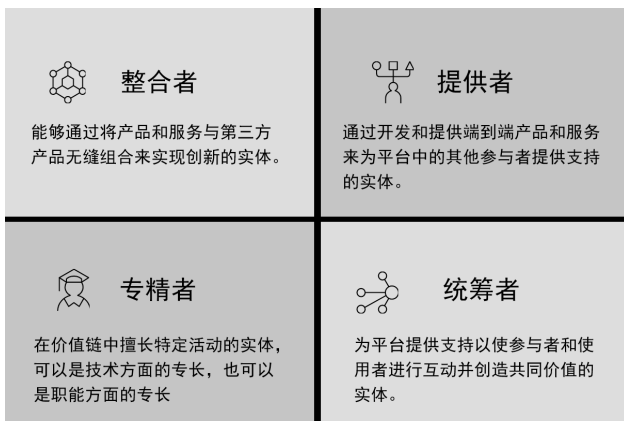 整合者
能够通过将产品和服务与第三方
产品无缝组合来实现创新的实体。
提供者
通过开发和提供端到端产品和服务
来为平台中的其他参与者提供支持
的实体。
专精者
在价值链中擅长特定活动的实体，
可以是技术方面的专长，也可以
是职能方面的专长
统筹者
为平台提供支持以使参与者和使
用者进行互动并创造共同价值的
实体。